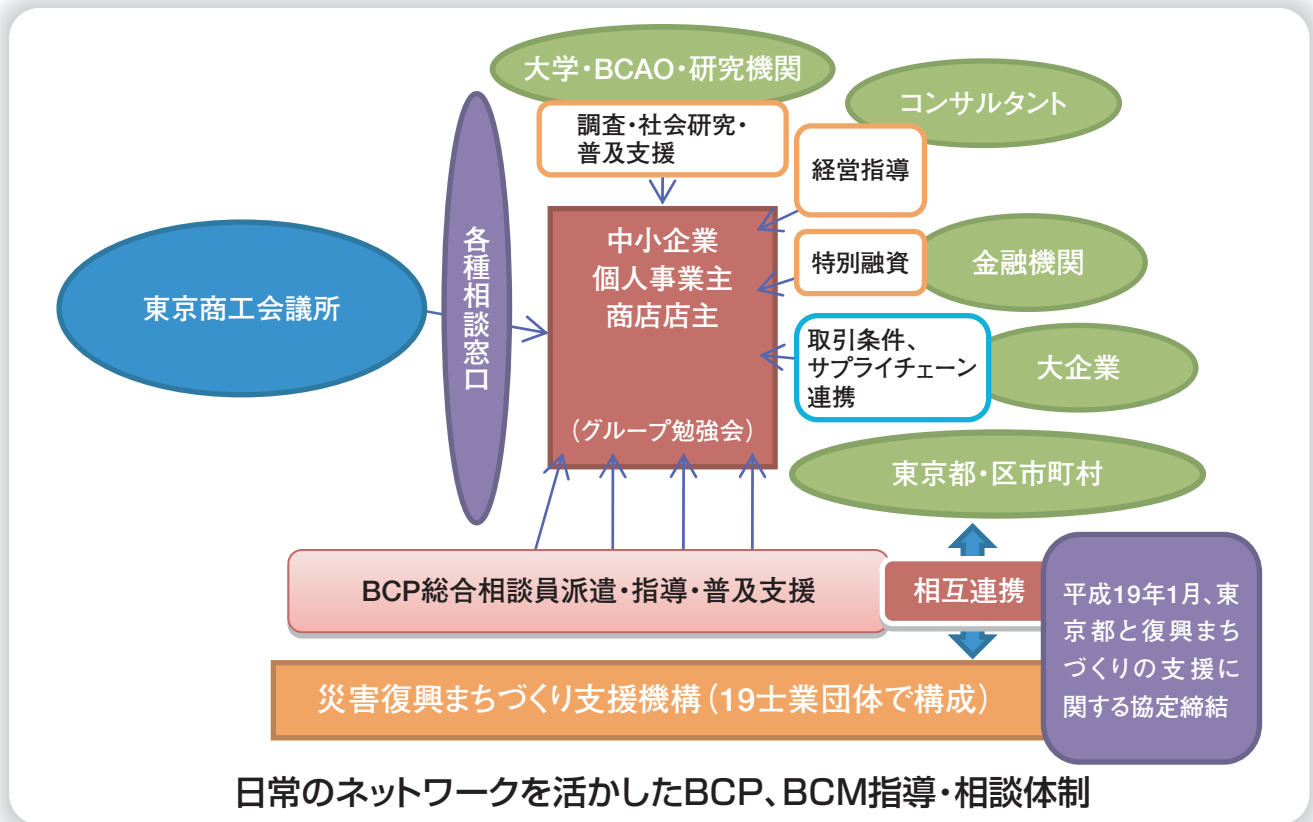 大学・BCAO・研究機関
コンサルタント
調査・社会研究・
普及支援
経営指導
各種相談窓口
東京商工会議所
中小企業
個人事業主
商店店主
(グループ勉強会)
特別融資
金融機関
取引条件、
サプライチェーン
連携
大企業
東京都・区市町村
BCP総合相談員派遣・指導・普及支援
相互連携
平成19年1月、東
京都と復興まち
づくりの支援に
関する協定締結
災害復興まちづくり支援機構(19士業団体で構成)
日常のネットワークを活かしたBCP、BCM指導・相談体制